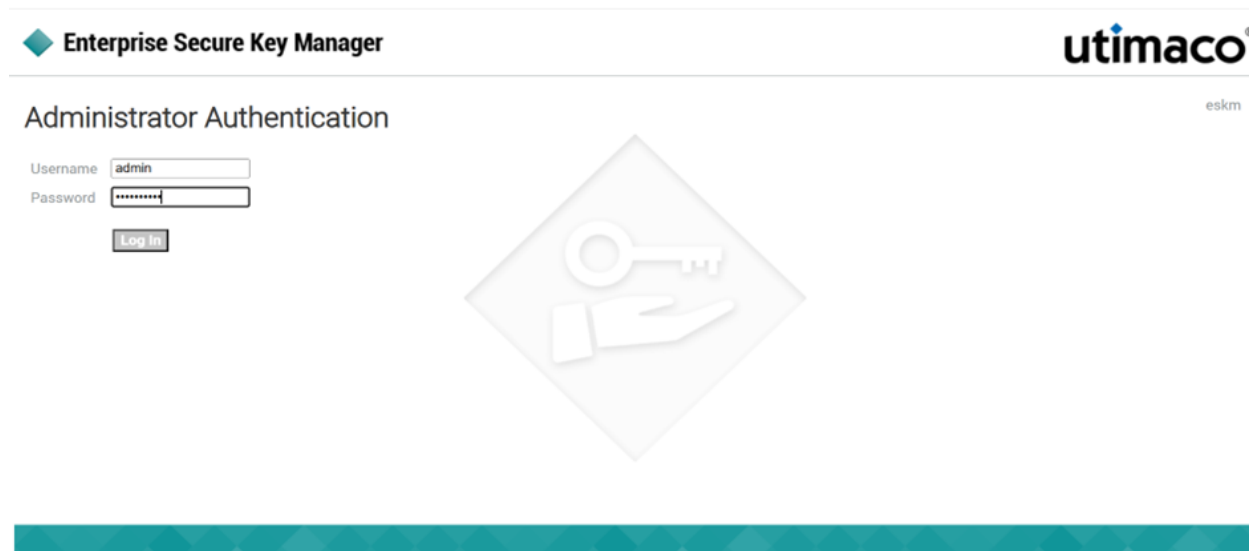 Enterprise Secure Key Manager
utimaco®
Administrator Authentication
eskm
Username admin
Password ••••••••••
Log In